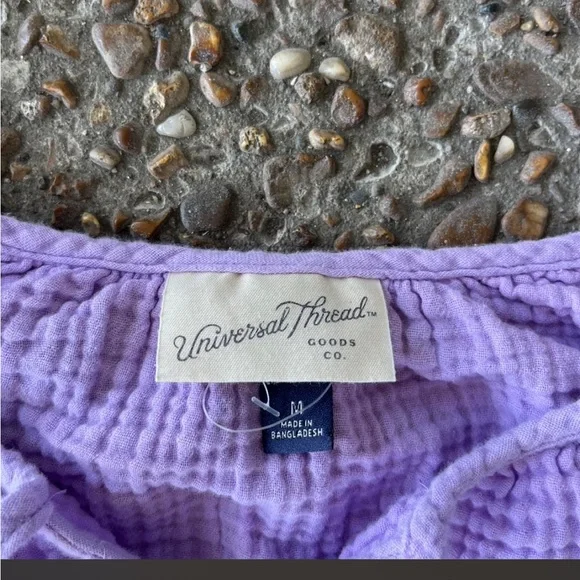 Universal Thread™
GOODS
CO.
M
MADE IN
BANGLADESH